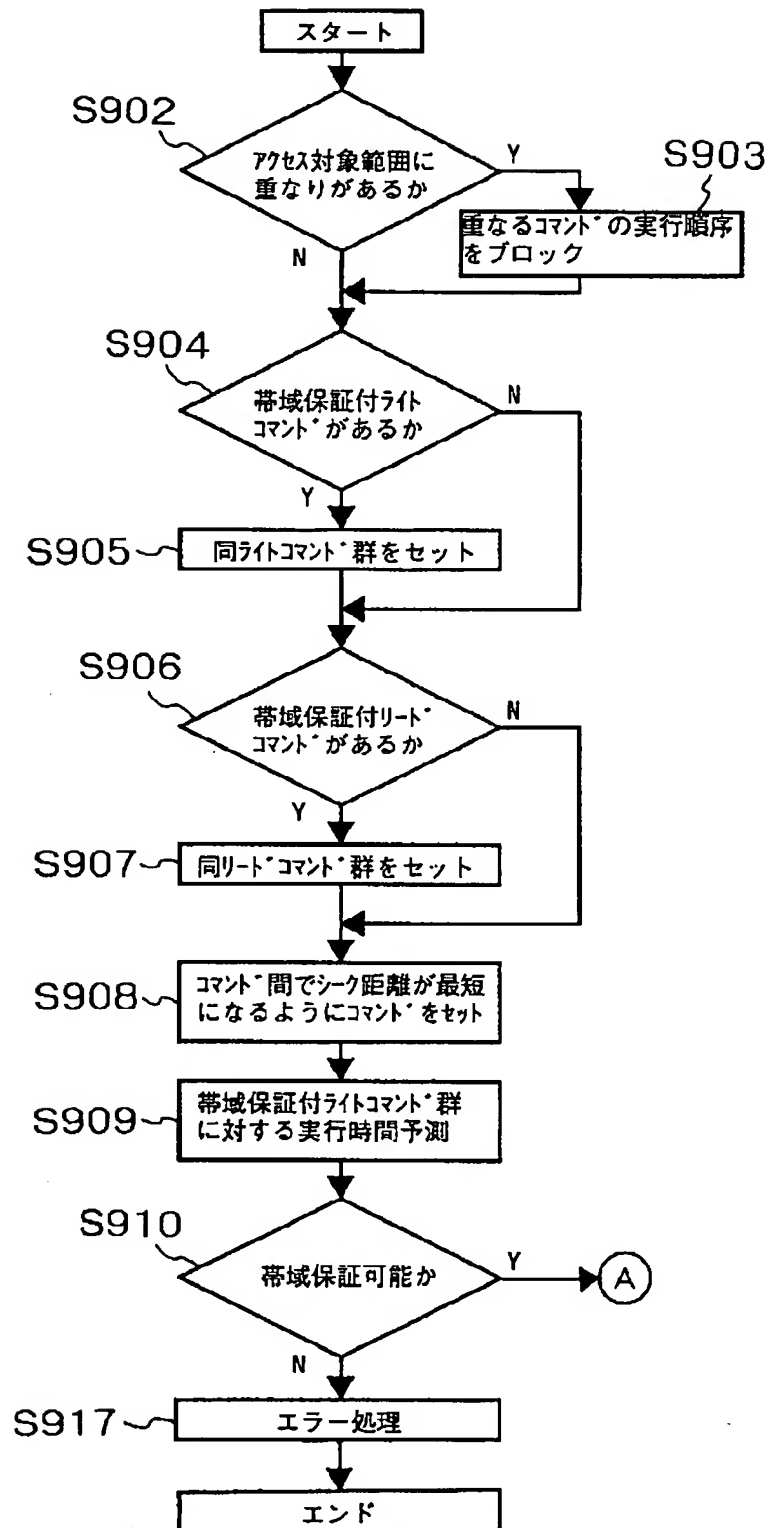 スタート
S902
アクセス対象範囲に
重なりがあるか
Y
N
S903
重なるコマンドの実行順序
をブロック
S904
帯域保証付ライト
コマンドがあるか
N
Y
S905
同ライトコマンド群をセット
S906
帯域保証付リード
コマンドがあるか
N
Y
S907
同リードコマンド群をセット
S908
コマンド間でシーク距離が最短
になるようにコマンドをセット
S909
帯域保証付ライトコマンド群
に対する実行時間予測
S910
帯域保証可能か
Y
A
N
S917
エラー処理
エンド